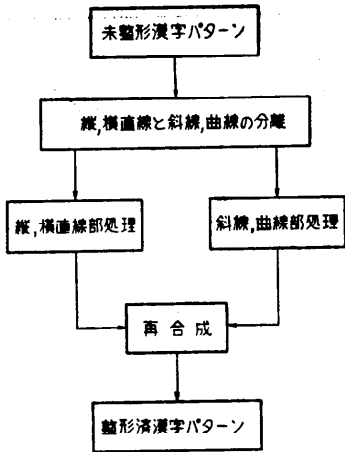 未整形漢字パターン
縦,横直線と斜線,曲線の分離
縦,横直線部処理
斜線,曲線部処理
再合成
整形済漢字パターン